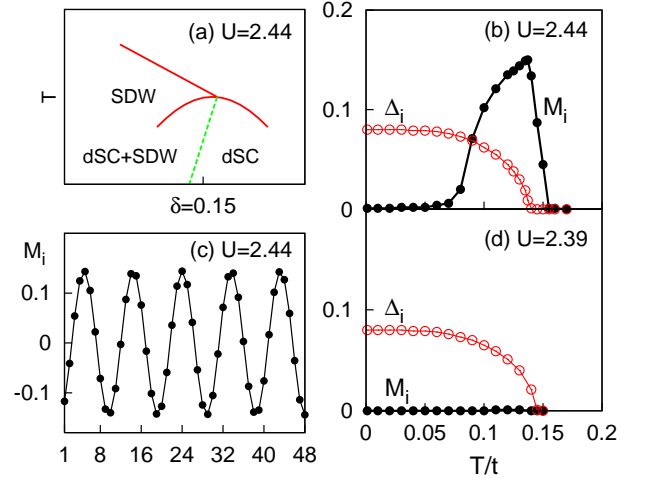 (a) U=2.44
T
SDW
dSC+SDW
dSC
δ=0.15
(b) U=2.44
0.2
0.1
0
Δi
Mi
(c) U=2.44
Mi
0.1
0
-0.1
1 8 16 24 32 40 48
(d) U=2.39
0.1
0
Δi
Mi
0 0.05 0.1 0.15 0.2
T/t